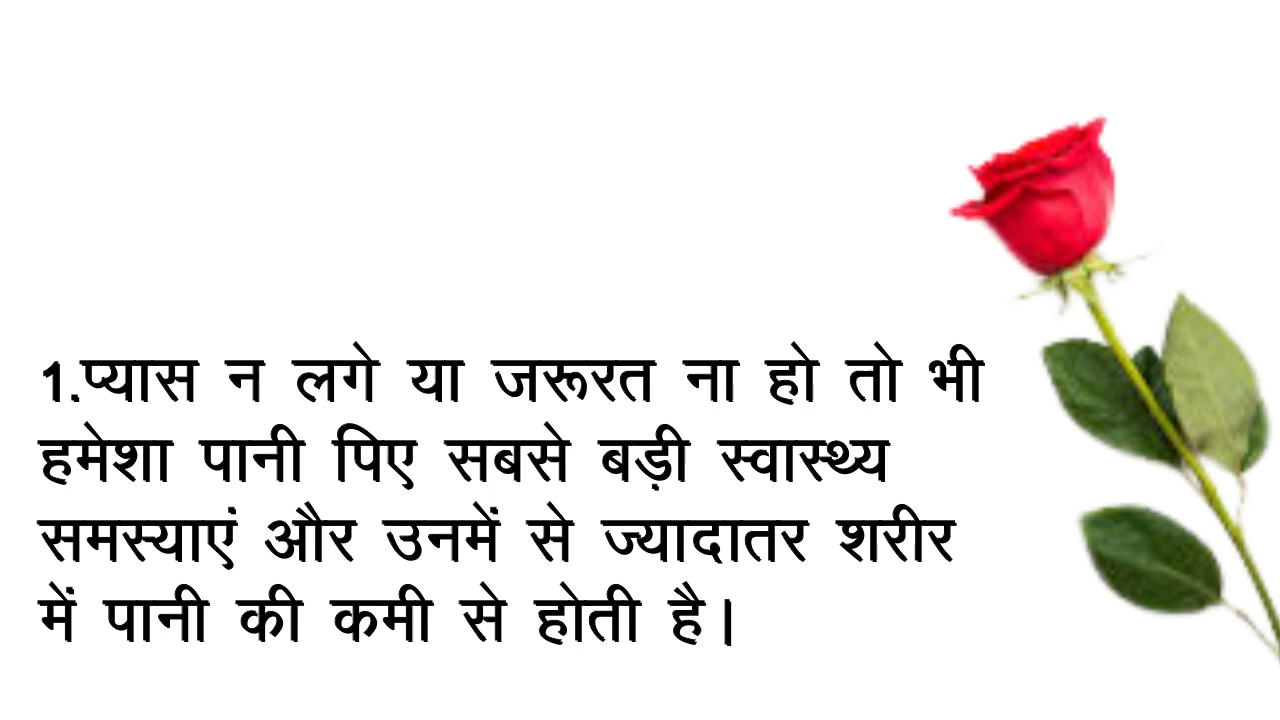 1.प्यास न लगे या जरूरत ना हो तो भी
हमेशा पानी पिए सबसे बड़ी स्वास्थ्य
समस्याएं और उनमें से ज्यादातर शरीर
में पानी की कमी से होती है।